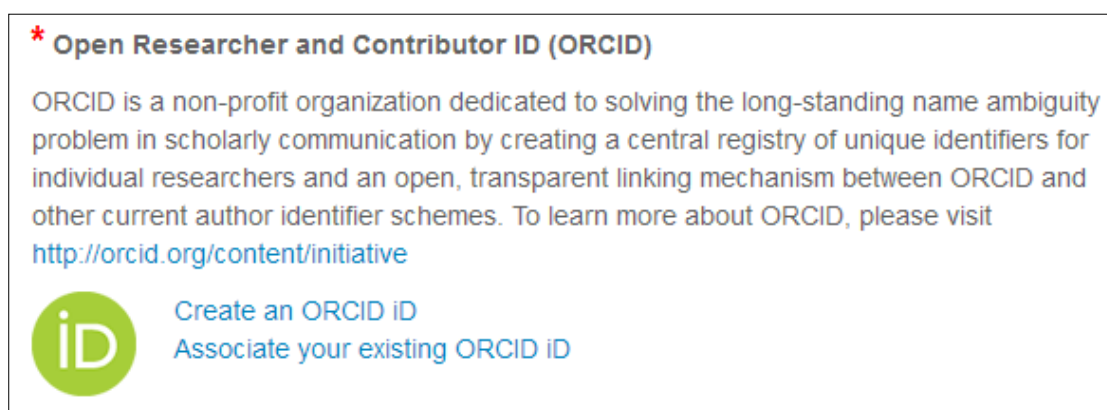 * Open Researcher and Contributor ID (ORCID)
ORCID is a non-profit organization dedicated to solving the long-standing name ambiguity
problem in scholarly communication by creating a central registry of unique identifiers for
individual researchers and an open, transparent linking mechanism between ORCID and
other current author identifier schemes. To learn more about ORCID, please visit
http://orcid.org/content/initiative
iD
Create an ORCID iD
Associate your existing ORCID iD